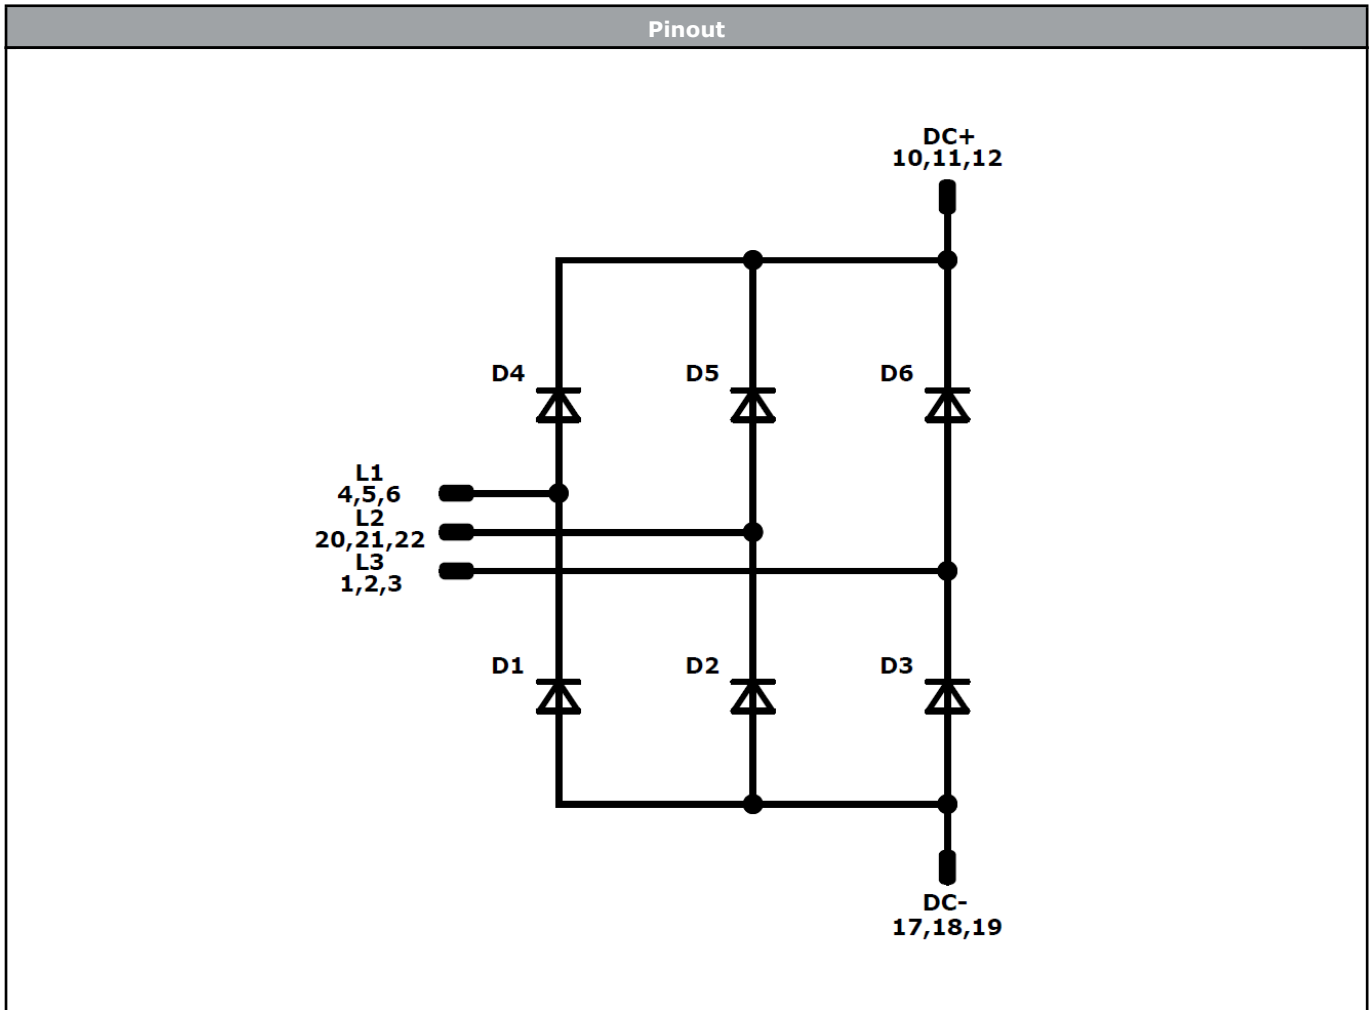 Pinout
DC+
10,11,12
D4
D5
D6
L1
4,5,6
L2
20,21,22
L3
1,2,3
D1
D2
D3
DC-
17,18,19